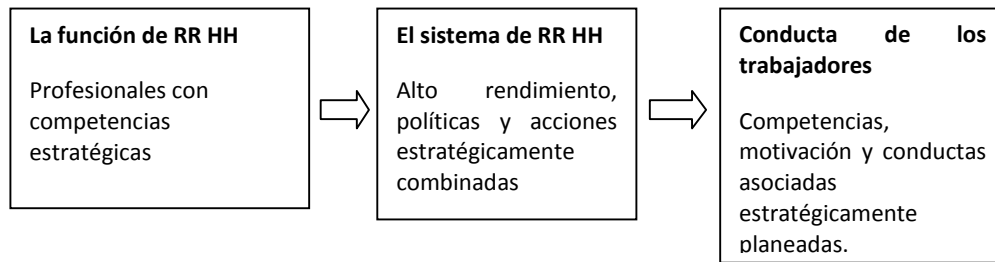 La función de RR HH
Profesionales con
competencias
estratégicas
El sistema de RR HH
Alto rendimiento,
políticas y acciones
estratégicamente
combinadas
Conducta de los
trabajadores
Competencias,
motivación y conductas
asociadas
estratégicamente
planeadas.